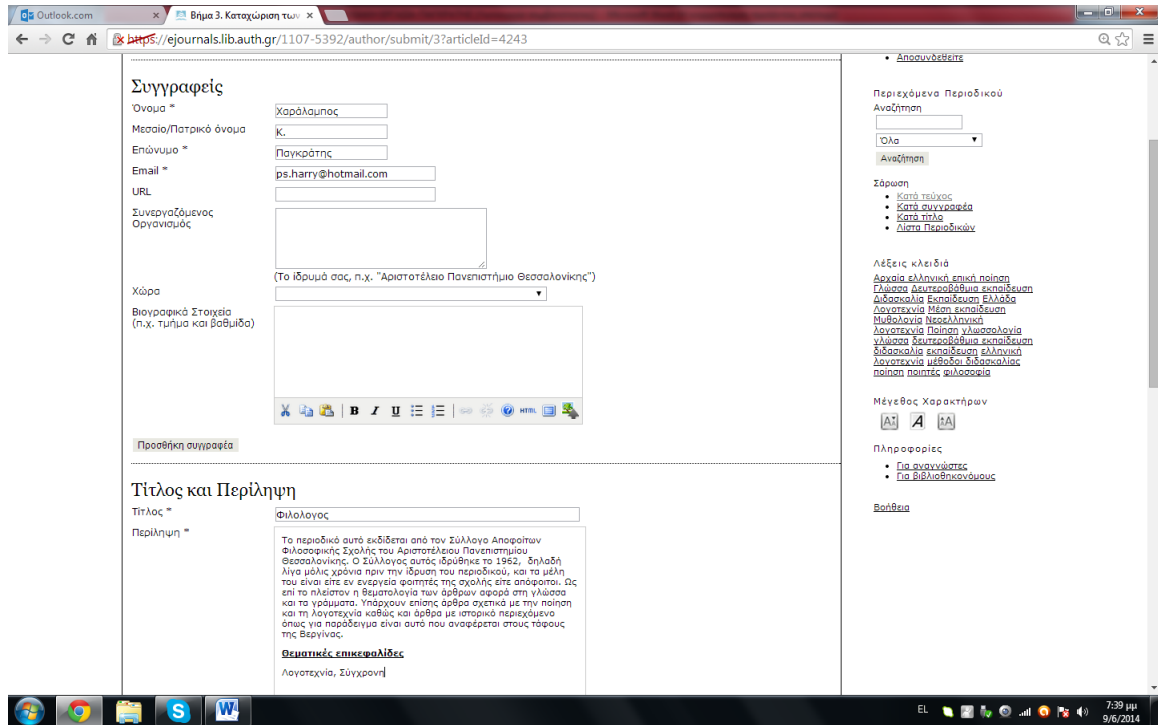 Outlook.com
Βήμα 3. Καταχώριση των
https://ejournals.lib.auth.gr/1107-5392/author/submit/3?articleId=4243
Συγγραφείς
Όνομα * Χαράλαμπος
Μεσαίο/Πατρικό όνομα Κ.
Επώνυμο * Παγκράτης
Email * ps.harry@hotmail.com
URL
Συνεργαζόμενος
Οργανισμός
(Το ίδρυμά σας, π.χ. "Αριστοτέλειο Πανεπιστήμιο Θεσσαλονίκης")
Χώρα
Βιογραφικά Στοιχεία
(π.χ. τμήμα και βαθμίδα)
B I U HTML
Προσθήκη συγγραφέα
Τίτλος και Περίληψη
Τίτλος * Φιλολογος
Περίληψη *
Το περιοδικό αυτό εκδίδεται από τον Σύλλογο Αποφοίτων
Φιλοσοφικής Σχολής του Αριστοτέλειου Πανεπιστημίου
Θεσσαλονίκης. Ο Σύλλογος αυτός ιδρύθηκε το 1962, δηλαδή
λίγα μόλις χρόνια πριν την ίδρυση του περιοδικού, και τα μέλη
του είναι είτε εν ενεργεία φοιτητές της σχολής είτε απόφοιτοι. Ως
επί το πλείστον η θεματολογία των άρθρων αφορά στη γλώσσα
και τα γράμματα. Υπάρχουν επίσης άρθρα σχετικά με την ποίηση
και τη λογοτεχνία καθώς και άρθρα με ιστορικό περιεχόμενο
όπως για παράδειγμα είναι αυτό που αναφέρεται στους τάφους
της Βεργίνας.
Θεματικές επικεφαλίδες
Λογοτεχνία, Σύγχρονη
Αποσυνδεθείτε
Περιεχόμενα Περιοδικού
Αναζήτηση
Όλα
Αναζήτηση
Σάρωση
Κατά τεύχος
Κατά συγγραφέα
Κατά τίτλο
Λίστα Περιοδικών
Λέξεις κλειδιά
Αρχαία ελληνική επική ποίηση
Γλώσσα Δευτεροβάθμια εκπαίδευση
Διδασκαλία Εκπαίδευση Ελλάδα
Λογοτεχνία Μέση εκπαίδευση
Μυθολογία Νεοελληνική
λογοτεχνία Ποίηση γλωσσολογία
γλώσσα δευτεροβάθμια εκπαίδευση
διδασκαλία εκπαίδευση ελληνική
λογοτεχνία μέθοδοι διδασκαλίας
ποίηση ποιητές φιλοσοφία
Μέγεθος Χαρακτήρων
A A A
Πληροφορίες
Για αναγνώστες
Για βιβλιοθηκονόμους
Βοήθεια
EL
7:39 μμ
9/6/2014